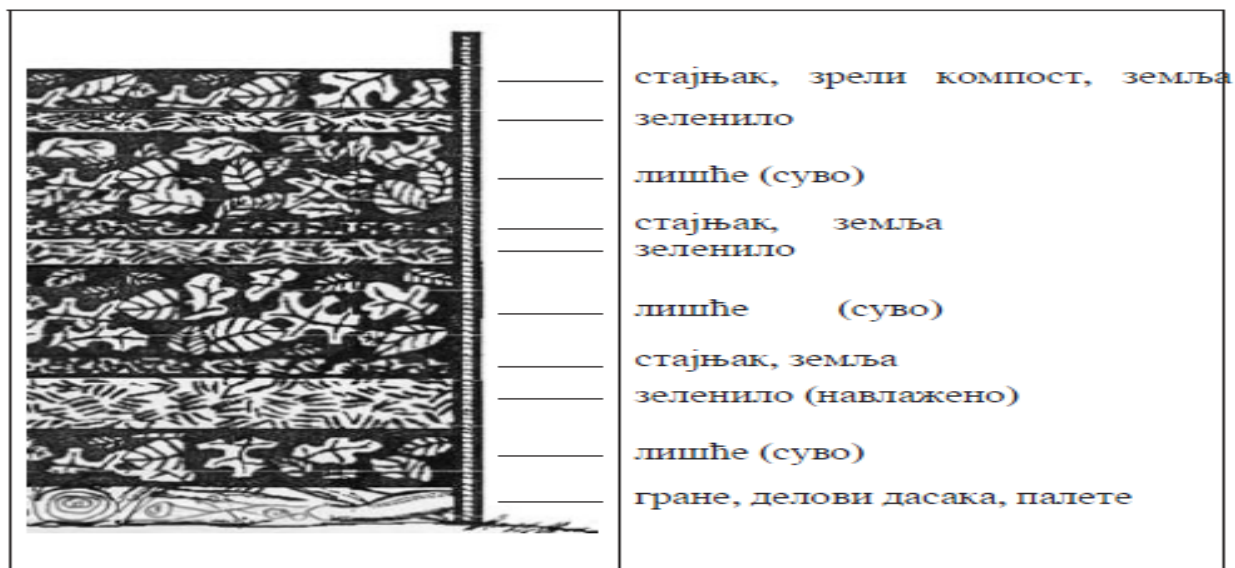 стајњак, зрели компост, земља
зеленило
лишће (суво)
стајњак, земља
зеленило
лишће (суво)
стајњак, земља
зеленило (навлажено)
лишће (суво)
гране, делови дасака, палете